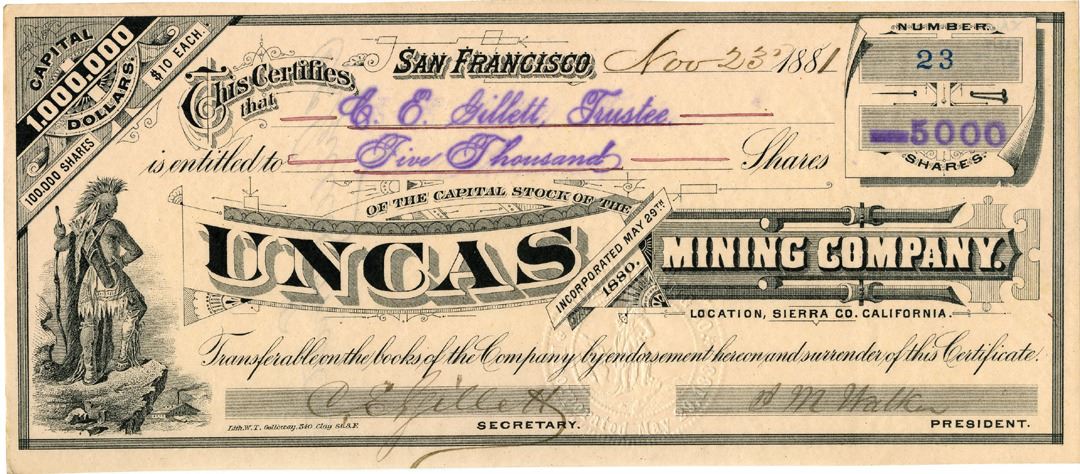 CAPITAL
1,000,000
DOLLARS.
$10 EACH.
100,000 SHARES
This Certifies that
SAN FRANCISCO, Nov 23rd 1881
NUMBER.
23
C. E. Gillett, Trustee
5000
SHARES.
is entitled to Five Thousand Shares
OF THE CAPITAL STOCK OF THE
UNCAS
INCORPORATED MAY 29TH
1880.
MINING COMPANY.
LOCATION, SIERRA CO. CALIFORNIA.
Transferable on the books of the Company by endorsement hereon and surrender of this Certificate.
C E Gillett
M Walker
Lith. W. T. Galloway, 540 Clay St. S.F.
SECRETARY.
PRESIDENT.